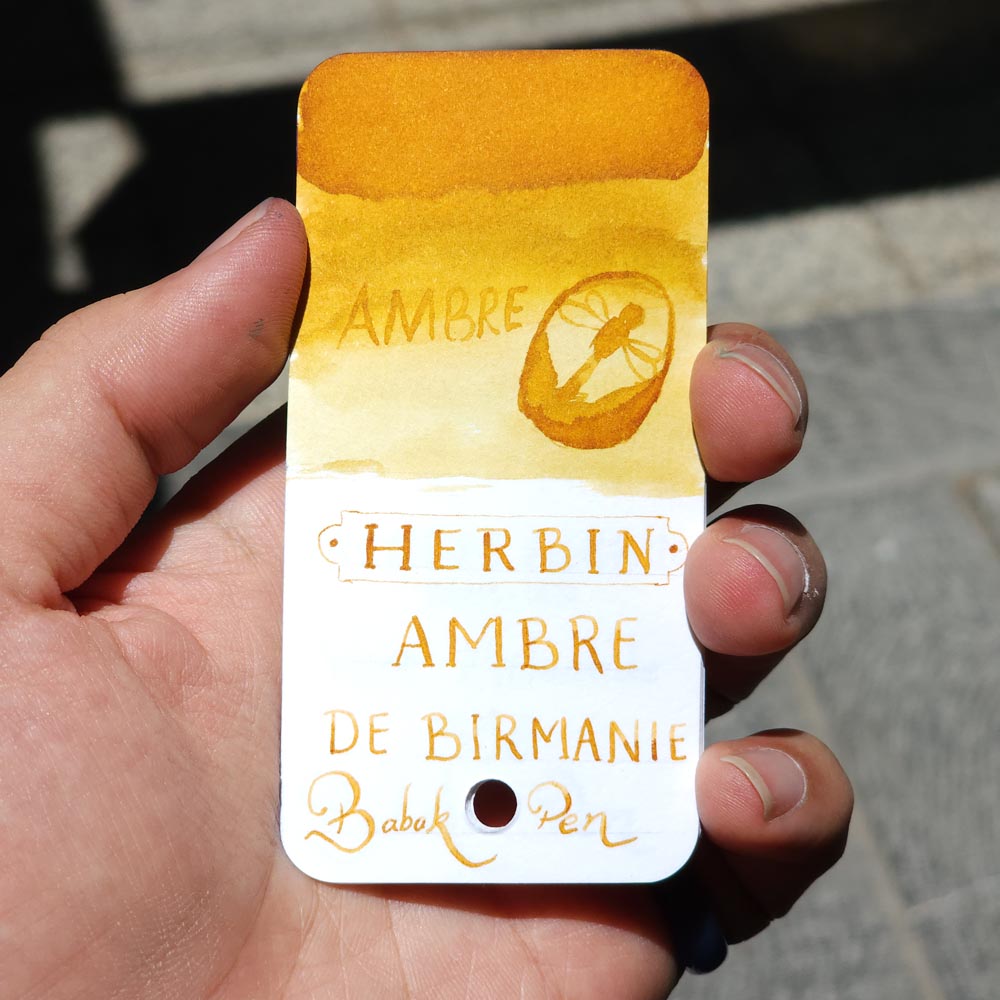 AMBRE
HERBIN
AMBRE
DE BIRMANIE
Babak Pen